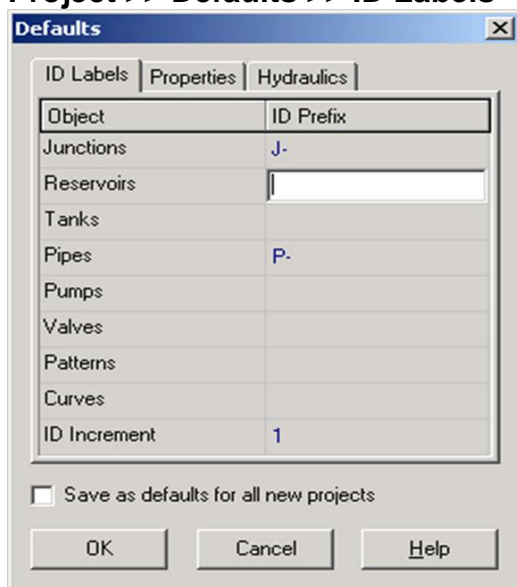 Project >> Defaults >> ID Labels
Defaults
ID Labels Properties Hydraulics
Object ID Prefix
Junctions J-
Reservoirs
Tanks
Pipes P-
Pumps
Valves
Patterns
Curves
ID Increment 1
Save as defaults for all new projects
OK Cancel Help